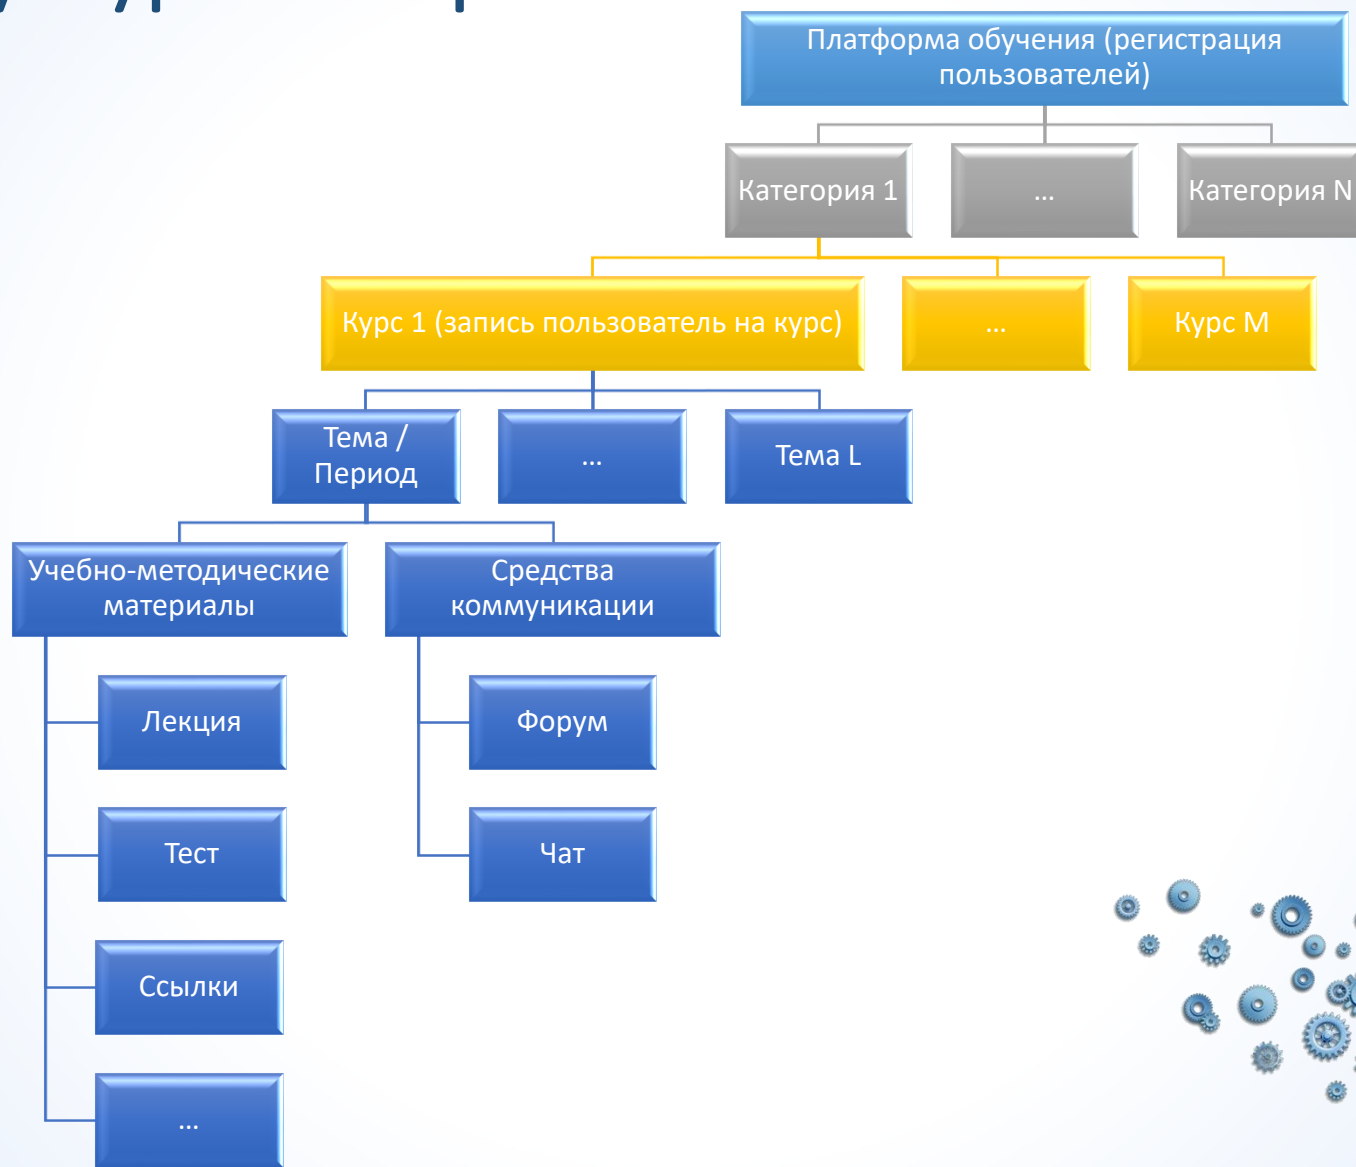 Платформа обучения (регистрация
пользователей)
Категория 1
...
Категория N
Курс 1 (запись пользователь на курс)
...
Курс M
Тема /
Период
...
Тема L
Учебно-методические
материалы
Средства
коммуникации
Лекция
Форум
Тест
Чат
Ссылки
...